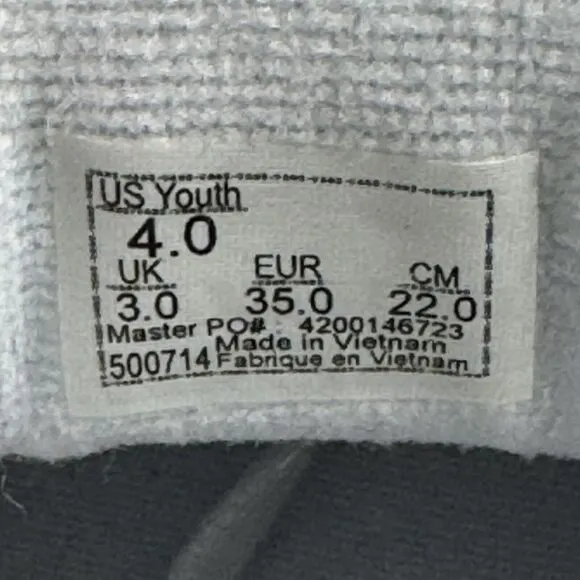 US Youth
4.0
UK EUR CM
3.0 35.0 22.0
Master PO# : 4200146723
Made in Vietnam
500714 Fabrique en Vietnam